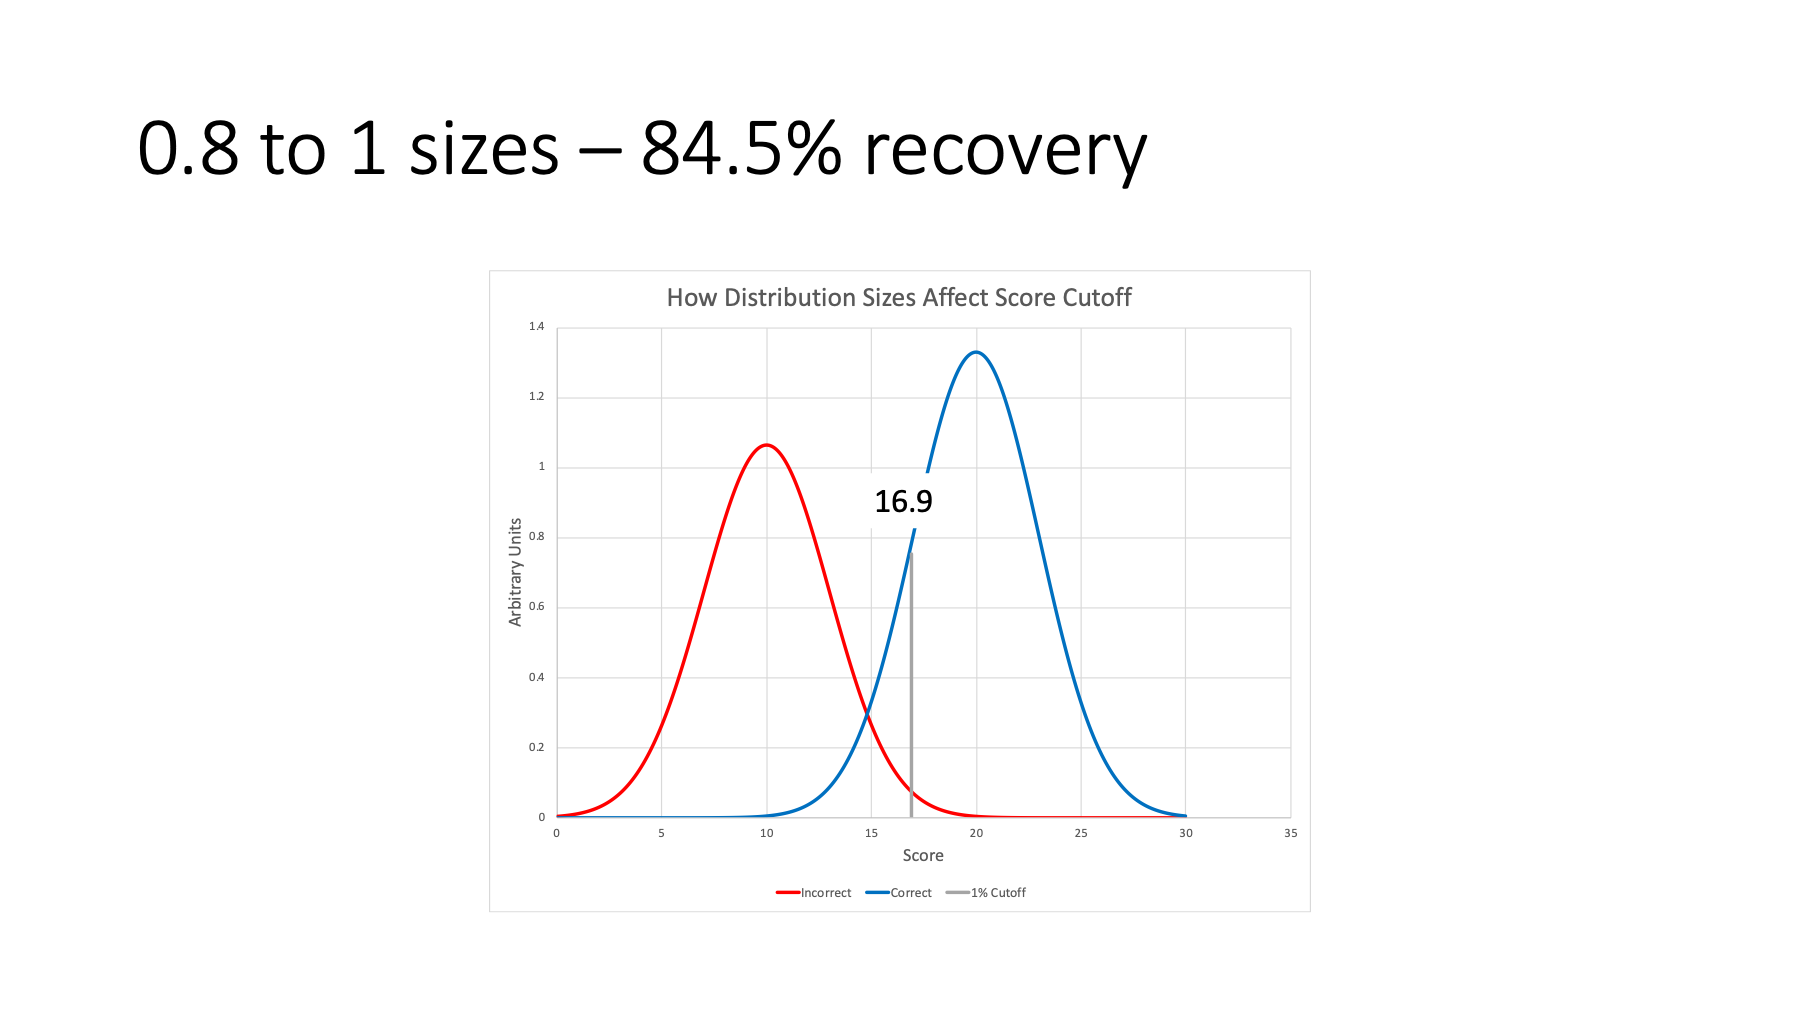 0.8 to 1 sizes – 84.5% recovery
How Distribution Sizes Affect Score Cutoff
1.4
1.2
1
0.8
0.6
0.4
0.2
0
Arbitrary Units
16.9
0 5 10 15 20 25 30 35
Score
Incorrect Correct 1% Cutoff